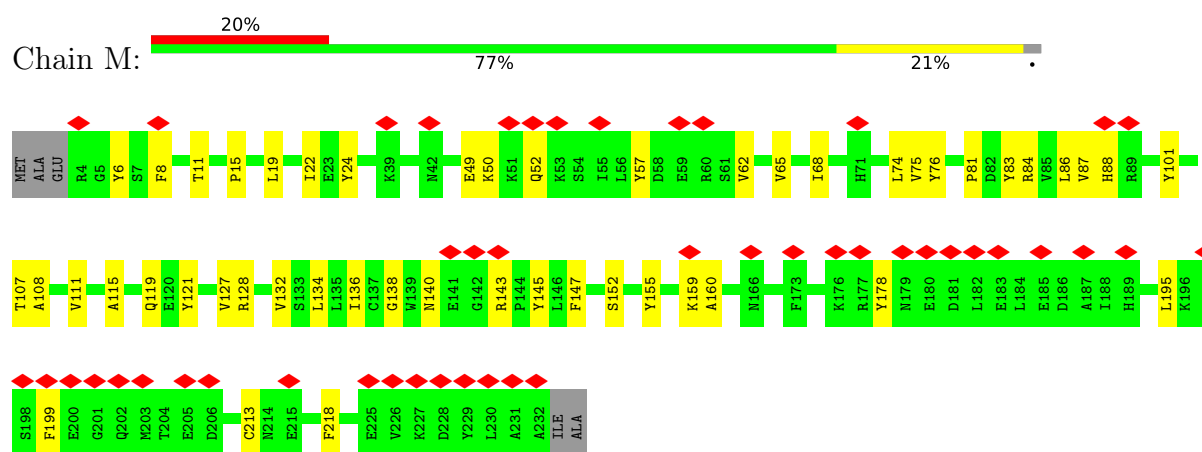 20%
Chain M:
77% 21% •
MET ALA GLU R4 G5 Y6 S7 F8 T11 P15 L19 I22 E23 Y24 K39 N42 E49 K50 K51 Q52 K53 S54 I55 L56 Y57 D58 E59 R60 S61 V62 V65 I68 H71 L74 V75 Y76 P81 D82 Y83 R84 V85 L86 V87 H88 R89 Y101
T107 A108 V111 A115 Q119 E120 Y121 V127 R128 V132 S133 L134 L135 I136 C137 G138 W139 N140 E141 G142 R143 P144 Y145 L146 F147 S152 Y155 K159 A160 N166 F173 K176 R177 Y178 N179 E180 D181 L182 E183 L184 E185 D186 A187 I188 H189 L195 K196
S198 F199 E200 G201 Q202 M203 T204 E205 D206 C213 N214 E215 F218 E225 V226 K227 D228 Y229 L230 A231 A232 ILE ALA